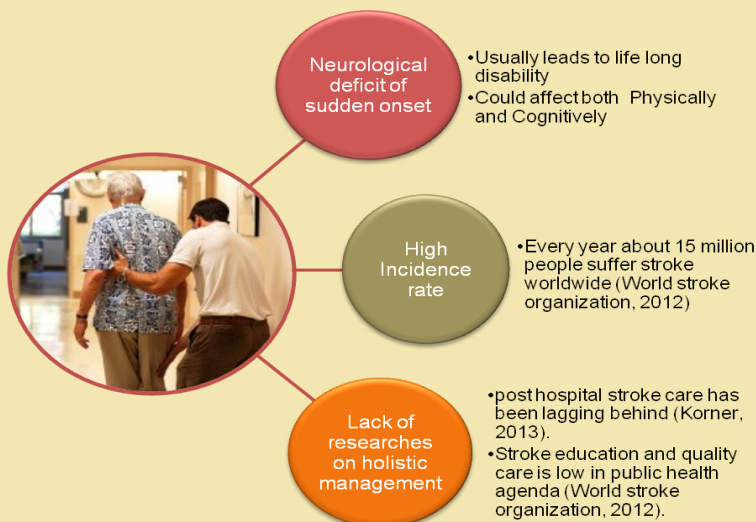 Neurological
deficit of
sudden onset
•Usually leads to life long
disability
•Could affect both Physically
and Cognitively
High
Incidence
rate
•Every year about 15 million
people suffer stroke
worldwide (World stroke
organization, 2012)
Lack of
researches
on holistic
management
•post hospital stroke care has
been lagging behind (Korner,
2013).
•Stroke education and quality
care is low in public health
agenda (World stroke
organization, 2012).